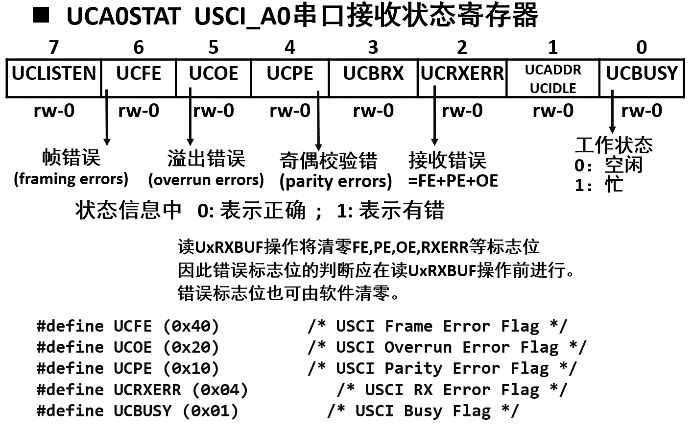 ■ UCA0STAT USCI_A0串口接收状态寄存器
7 6 5 4 3 2 1 0
UCLISTEN UCFE UCOE UCPE UCBRX UCRXERR UCADDR UCIDLE UCBUSY
rw-0 rw-0 rw-0 rw-0 rw-0 rw-0 rw-0 rw-0
帧错误 溢出错误 奇偶校验错 接收错误 工作状态
(framing errors) (overrun errors) (parity errors) =FE+PE+OE 0：空闲
1：忙
状态信息中 0: 表示正确 ； 1: 表示有错
读UxRXBUF操作将清零FE,PE,OE,RXERR等标志位
因此错误标志位的判断应在读UxRXBUF操作前进行。
错误标志位也可由软件清零。
#define UCFE (0x40) /* USCI Frame Error Flag */
#define UCOE (0x20) /* USCI Overrun Error Flag */
#define UCPE (0x10) /* USCI Parity Error Flag */
#define UCRXERR (0x04) /* USCI RX Error Flag */
#define UCBUSY (0x01) /* USCI Busy Flag */